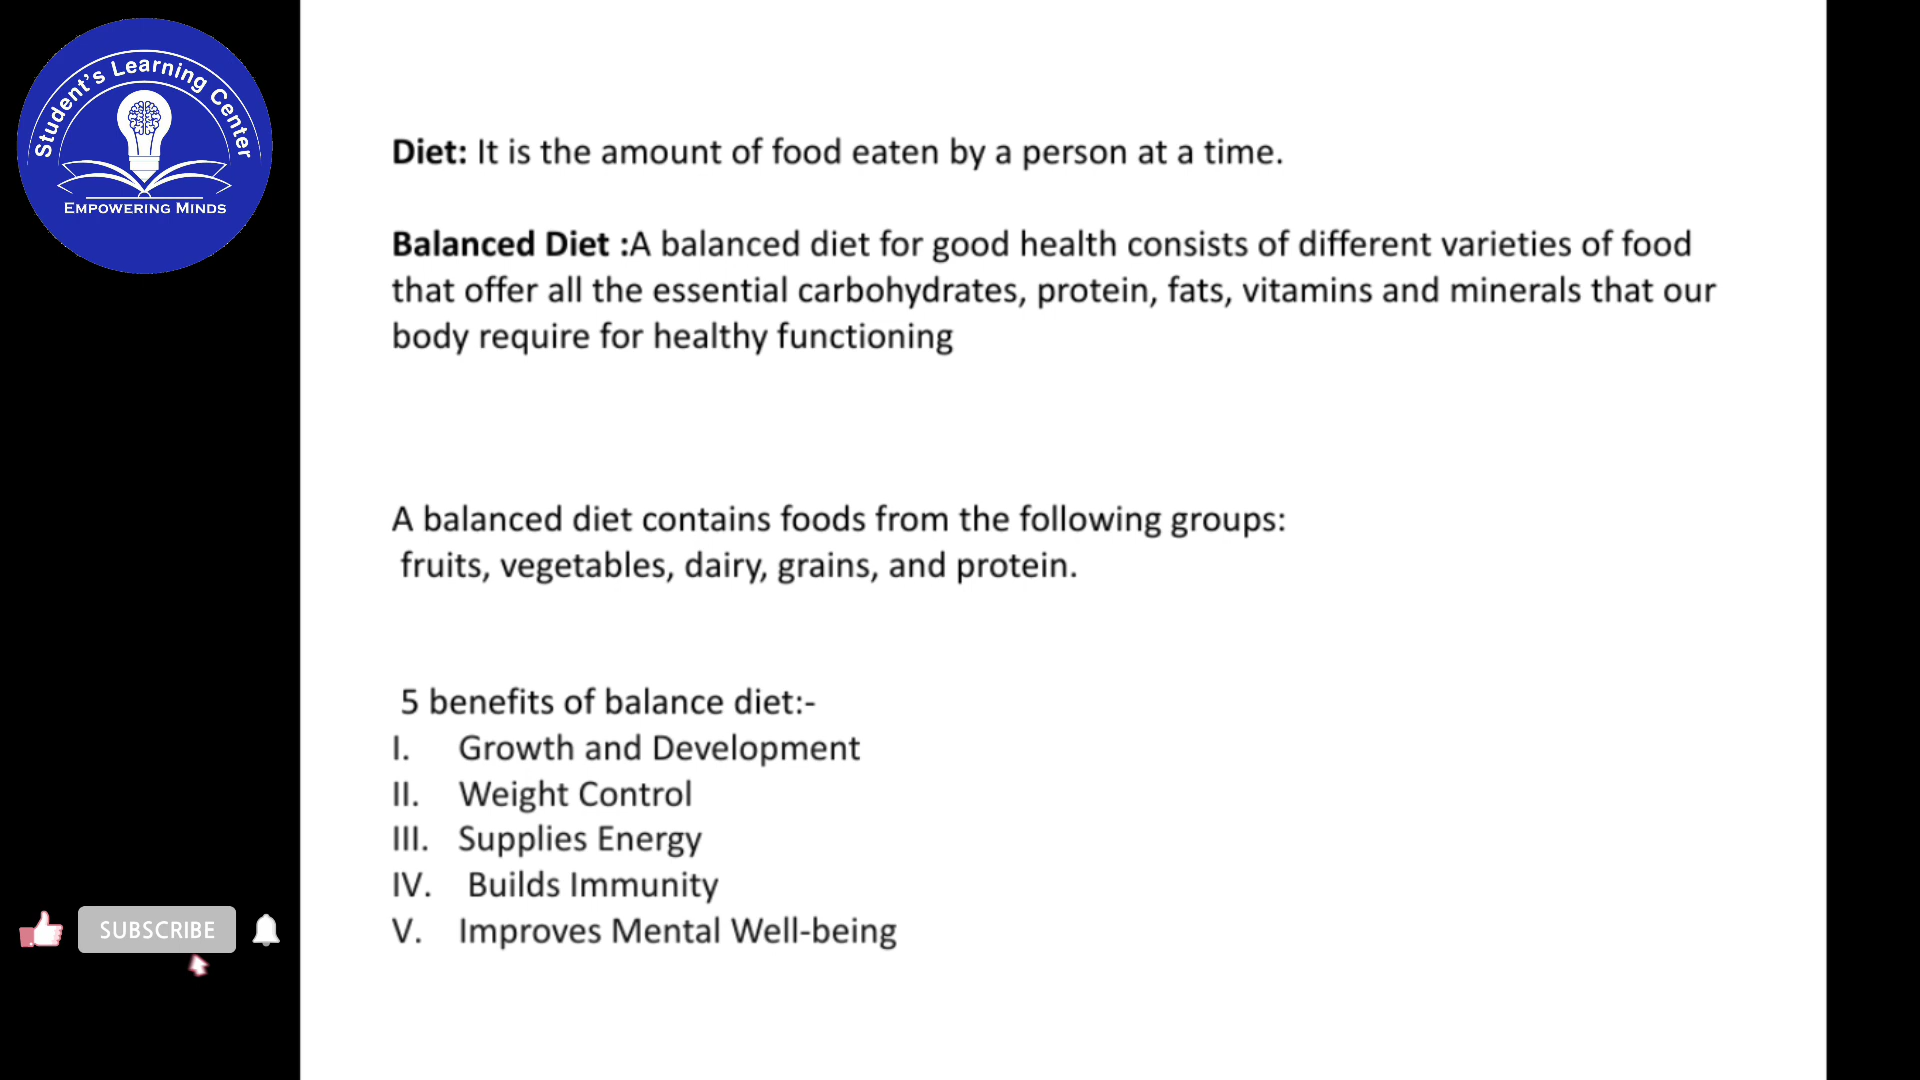 Student's Learning Center
EMPOWERING MINDS
Diet: It is the amount of food eaten by a person at a time.
Balanced Diet :A balanced diet for good health consists of different varieties of food
that offer all the essential carbohydrates, protein, fats, vitamins and minerals that our
body require for healthy functioning
A balanced diet contains foods from the following groups:
fruits, vegetables, dairy, grains, and protein.
5 benefits of balance diet:-
I. Growth and Development
II. Weight Control
III. Supplies Energy
IV. Builds Immunity
V. Improves Mental Well-being
SUBSCRIBE